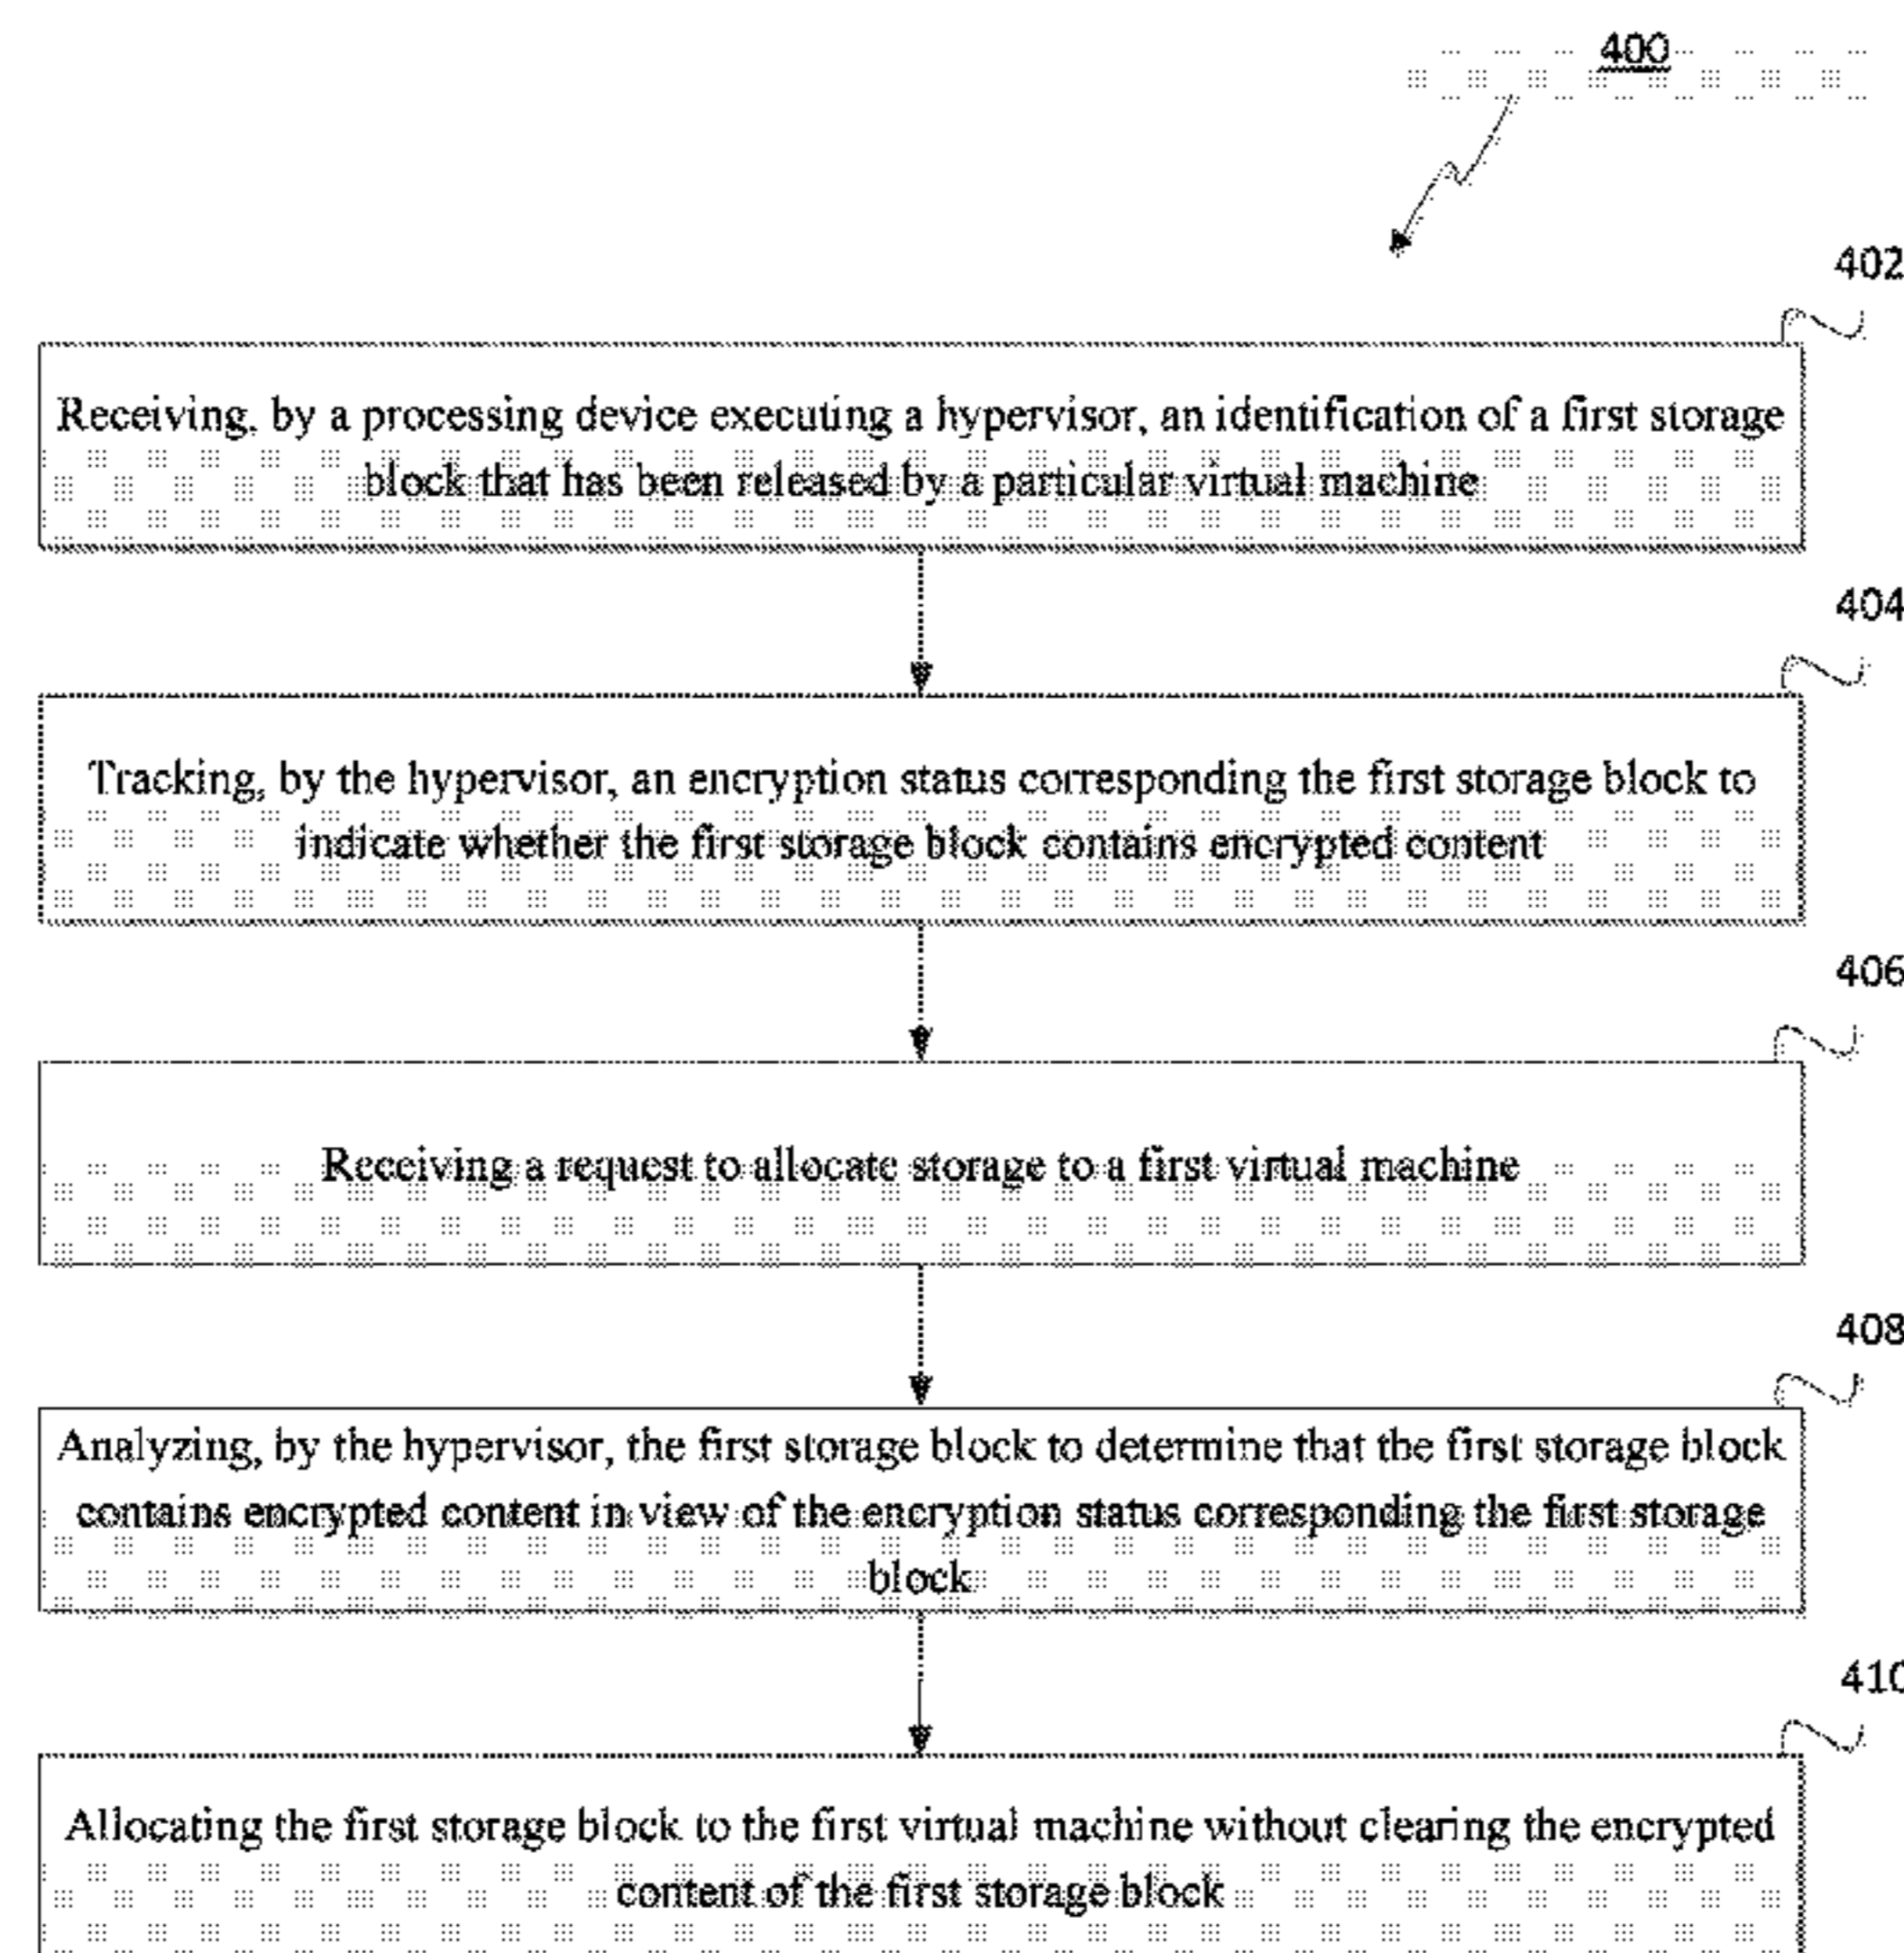 400
402
Receiving, by a processing device executing a hypervisor, an identification of a first storage
block that has been released by a particular virtual machine
404
Tracking, by the hypervisor, an encryption status corresponding the first storage block to
indicate whether the first storage block contains encrypted content
406
Receiving a request to allocate storage to a first virtual machine
408
Analyzing, by the hypervisor, the first storage block to determine that the first storage block
contains encrypted content in view of the encryption status corresponding the first storage
block
410
Allocating the first storage block to the first virtual machine without clearing the encrypted
content of the first storage block